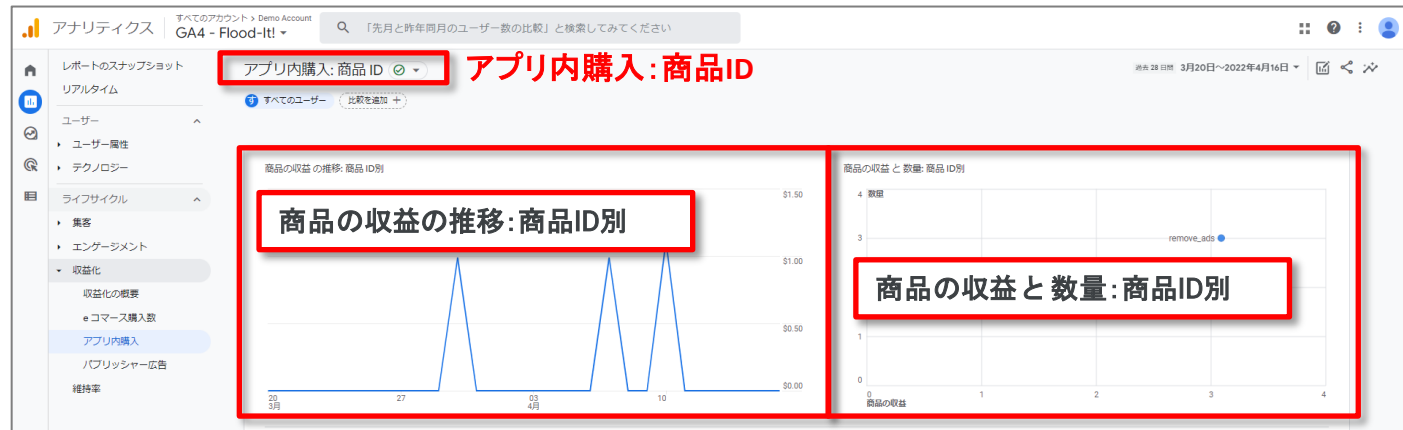 アナリティクス
すべてのアカウント > Demo Account
GA4 - Flood-It!
「先月と昨年同月のユーザー数の比較」と検索してみてください
レポートのスナップショット
リアルタイム
ユーザー
ユーザー属性
テクノロジー
ライフサイクル
集客
エンゲージメント
収益化
収益化の概要
e コマース購入数
アプリ内購入
パブリッシャー広告
維持率
アプリ内購入: 商品 ID
アプリ内購入:商品ID
過去 28 日間 3月20日~2022年4月16日
す すべてのユーザー
比較を追加 +
商品の収益 の推移: 商品 ID別
商品の収益の推移:商品ID別
$1.50
$1.00
$0.50
$0.00
20
3月
27
03
4月
10
商品の収益 と 数量: 商品 ID別
4 数量
3
remove_ads
商品の収益と数量:商品ID別
1
0
0 1 2 3 4
商品の収益